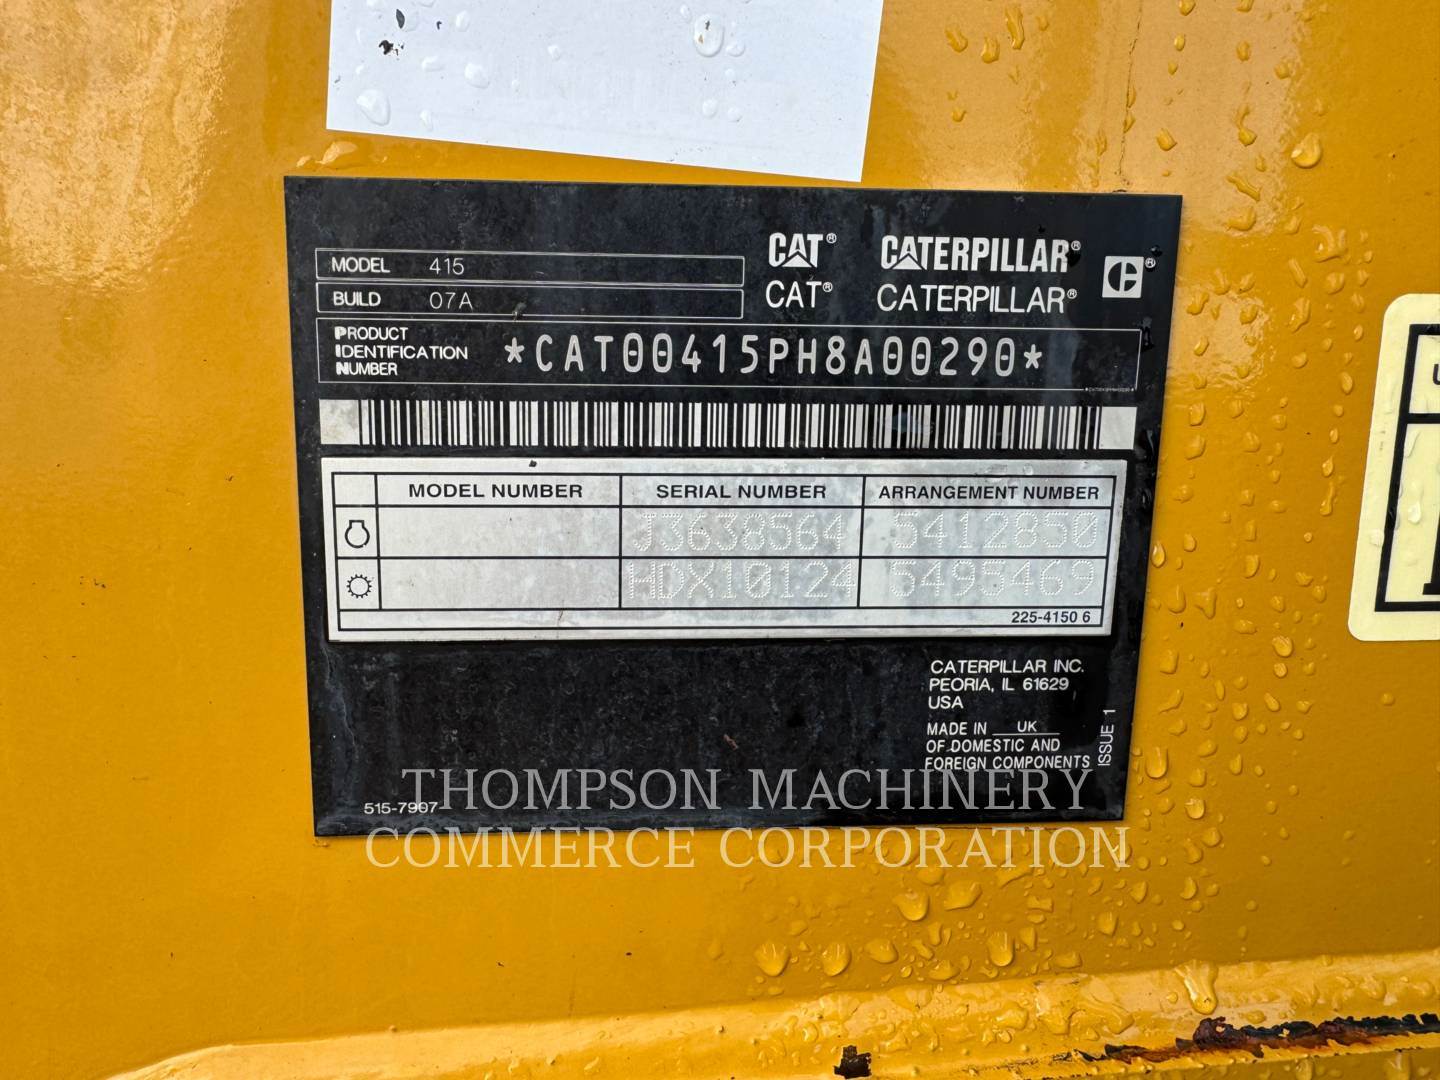 MODEL 415
BUILD 07A
CAT® CATERPILLAR® ®
CAT® CATERPILLAR®
PRODUCT
IDENTIFICATION
NUMBER
*CAT00415PH8A00290*
MODEL NUMBER SERIAL NUMBER ARRANGEMENT NUMBER
J3638564 5412850
HDX10124 5495469
225-4150 6
CATERPILLAR INC.
PEORIA, IL 61629
USA
MADE IN UK
OF DOMESTIC AND
FOREIGN COMPONENTS
ISSUE 1
515-7907
THOMPSON MACHINERY
COMMERCE CORPORATION